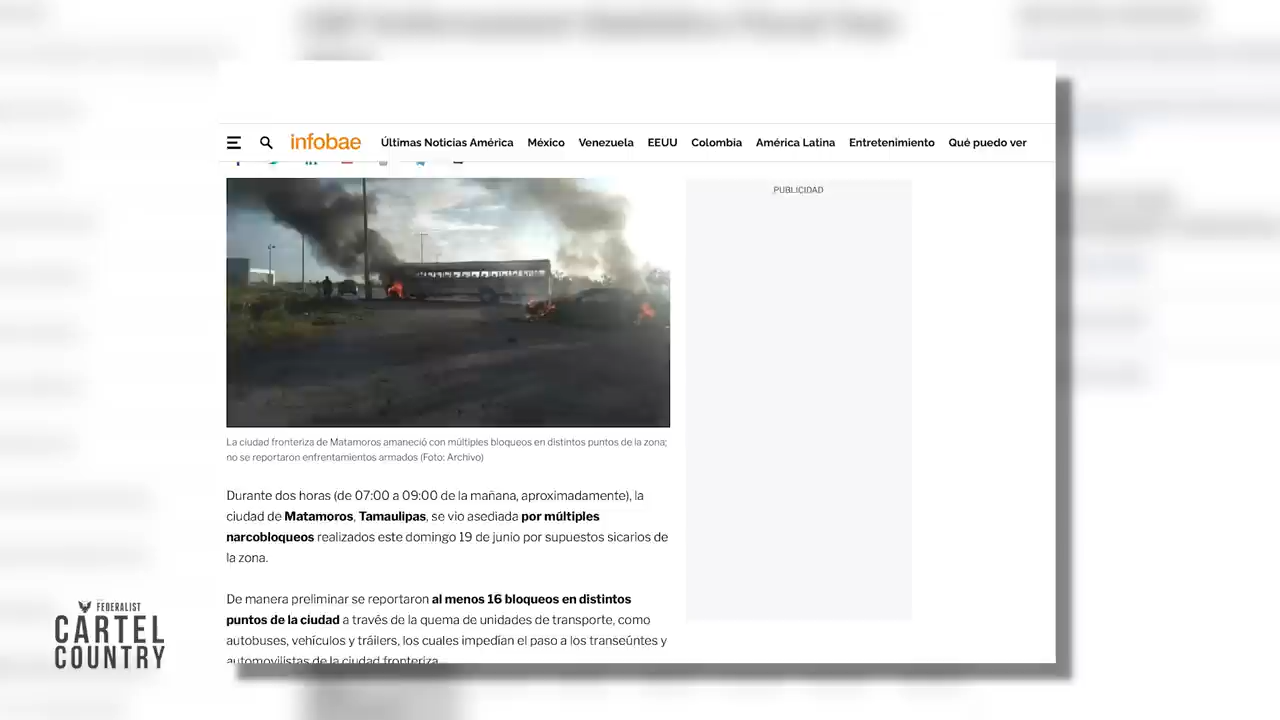 infobae
Últimas Noticias América
México
Venezuela
EEUU
Colombia
América Latina
Entretenimiento
Qué puedo ver
PUBLICIDAD
La ciudad fronteriza de Matamoros amaneció con múltiples bloqueos en distintos puntos de la zona;
no se reportaron enfrentamientos armados (Foto: Archivo)
Durante dos horas (de 07:00 a 09:00 de la mañana, aproximadamente), la
ciudad de Matamoros, Tamaulipas, se vio asediada por múltiples
narcobloqueos realizados este domingo 19 de junio por supuestos sicarios de
la zona.
De manera preliminar se reportaron al menos 16 bloqueos en distintos
puntos de la ciudad a través de la quema de unidades de transporte, como
autobuses, vehículos y tráilers, los cuales impedían el paso a los transeúntes y
automovilistas de la ciudad fronteriza.
FEDERALIST
CARTEL
COUNTRY